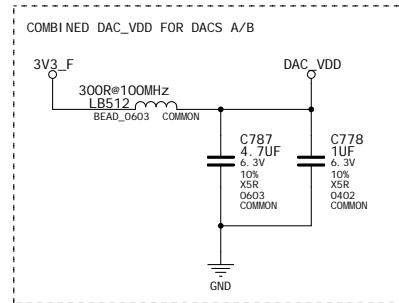 COMBINED DAC_VDD FOR DACS A/B
3V3_F
DAC_VDD
300R@100MHz
LB512
BEAD_0603 COMMON
C787
4.7UF
6.3V
10%
X5R
0603
COMMON
C778
1UF
6.3V
10%
X5R
0402
COMMON
GND